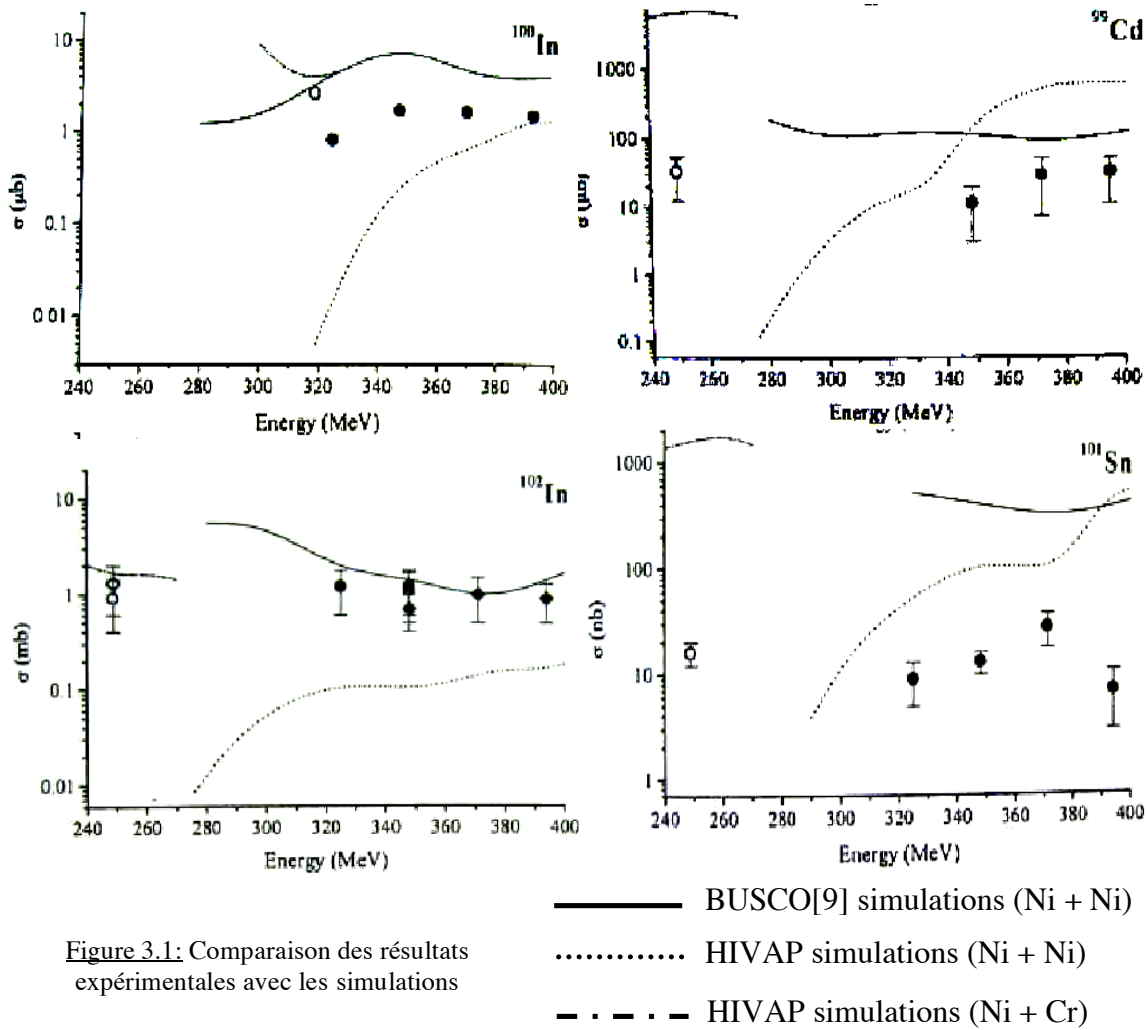 ¹⁰⁰In
10
1
0.1
0.01
σ (μb)
240 260 280 300 320 340 360 380 400
Energy (MeV)
⁹⁹Cd
1000
100
10
1
0.1
σ (μb)
240 260 280 300 320 340 360 380 400
Energy (MeV)
¹⁰²In
10
1
0.1
0.01
σ (mb)
240 260 280 300 320 340 360 380 400
Energy (MeV)
¹⁰¹Sn
1000
100
10
1
σ (nb)
240 260 280 300 320 340 360 380 400
Energy (MeV)
BUSCO[9] simulations (Ni + Ni)
HIVAP simulations (Ni + Ni)
HIVAP simulations (Ni + Cr)
Figure 3.1: Comparaison des résultats
expérimentales avec les simulations